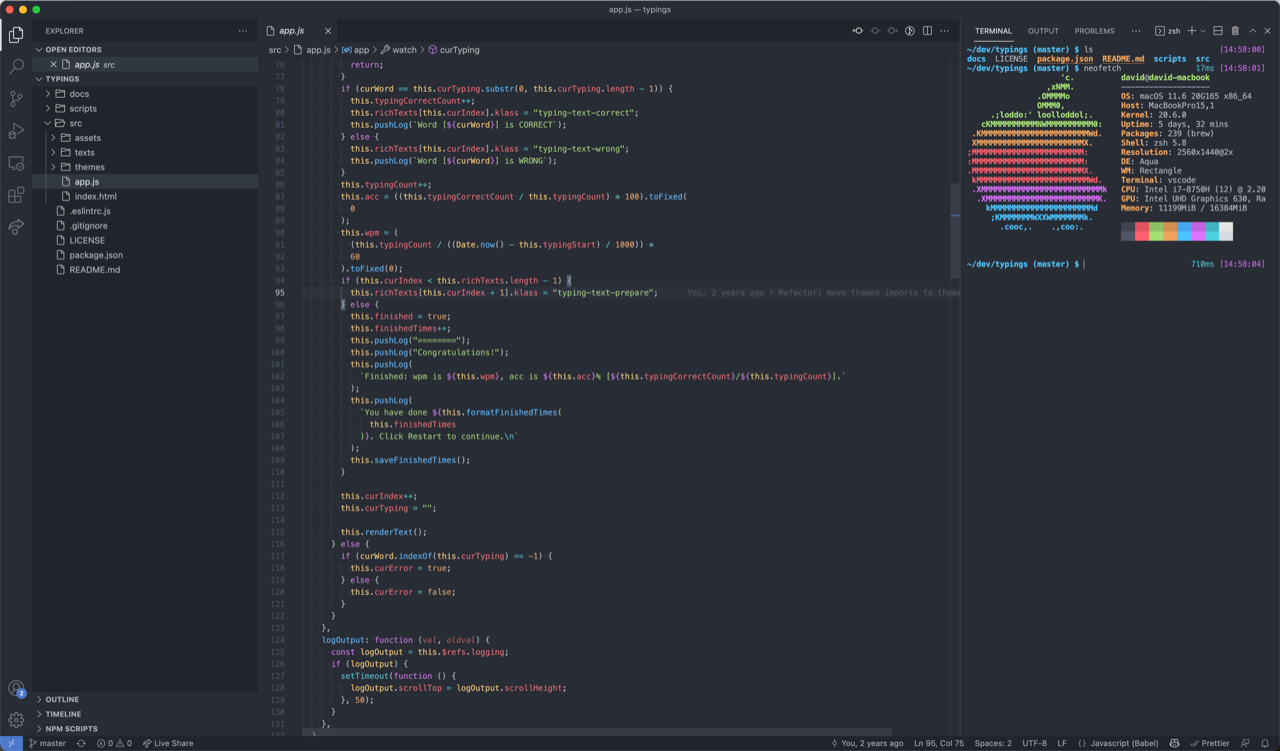 app.js — typings
EXPLORER
OPEN EDITORS
app.js src
TYPINGS
docs
scripts
src
assets
texts
themes
app.js
index.html
.eslintrc.js
.gitignore
LICENSE
package.json
README.md
OUTLINE
TIMELINE
NPM SCRIPTS
app.js
src > app.js > app > watch > curTyping
76 return;
77 }
78 if (curWord == this.curTyping.substr(0, this.curTyping.length - 1)) {
79 this.typingCorrectCount++;
80 this.richTexts[this.curIndex].klass = "typing-text-correct";
81 this.pushLog(`Word [${curWord}] is CORRECT`);
82 } else {
83 this.richTexts[this.curIndex].klass = "typing-text-wrong";
84 this.pushLog(`Word [${curWord}] is WRONG`);
85 }
86 this.typingCount++;
87 this.acc = ((this.typingCorrectCount / this.typingCount) * 100).toFixed(
88 0
89 );
90 this.wpm = (
91 (this.typingCount / ((Date.now() - this.typingStart) / 1000)) *
92 60
93 ).toFixed(0);
94 if (this.curIndex < this.richTexts.length - 1) {
95 this.richTexts[this.curIndex + 1].klass = "typing-text-prepare"; You, 2 years ago • Refactor: move themes imports to theme
96 } else {
97 this.finished = true;
98 this.finishedTimes++;
99 this.pushLog("========");
100 this.pushLog("Congratulations!");
101 this.pushLog(
102 `Finished: wpm is ${this.wpm}, acc is ${this.acc}% [${this.typingCorrectCount}/${this.typingCount}].`
103 );
104 this.pushLog(
105 `You have done ${this.formatFinishedTimes(
106 this.finishedTimes
107 )}. Click Restart to continue.\n`
108 );
109 this.saveFinishedTimes();
110 }
111
112 this.curIndex++;
113 this.curTyping = "";
114
115 this.renderText();
116 } else {
117 if (curWord.indexOf(this.curTyping) == -1) {
118 this.curError = true;
119 } else {
120 this.curError = false;
121 }
122 }
123 },
124 logOutput: function (val, oldval) {
125 const logOutput = this.$refs.logging;
126 if (logOutput) {
127 setTimeout(function () {
128 logOutput.scrollTop = logOutput.scrollHeight;
129 }, 50);
130 }
131 },
TERMINAL OUTPUT PROBLEMS ··· zsh
~/dev/typings (master) $ ls [14:58:00]
docs LICENSE package.json README.md scripts src
~/dev/typings (master) $ neofetch 17ms [14:58:01]
'c. david@david-macbook
,xNMM. -------------------
.OMMMMo OS: macOS 11.6 20G165 x86_64
OMMM0, Host: MacBookPro15,1
.;loddo:' loolloddol;. Kernel: 20.6.0
cKMMMMMMMMMMNWMMMMMMMMMM0: Uptime: 5 days, 32 mins
.KMMMMMMMMMMMMMMMMMMMMMMMWd. Packages: 239 (brew)
XMMMMMMMMMMMMMMMMMMMMMMMX. Shell: zsh 5.8
;MMMMMMMMMMMMMMMMMMMMMMMM: Resolution: 2560x1440@2x
:MMMMMMMMMMMMMMMMMMMMMMMM: DE: Aqua
.MMMMMMMMMMMMMMMMMMMMMMMMX. WM: Rectangle
kMMMMMMMMMMMMMMMMMMMMMMMMWd. Terminal: vscode
.XMMMMMMMMMMMMMMMMMMMMMMMMMMk CPU: Intel i7-8750H (12) @ 2.20
.XMMMMMMMMMMMMMMMMMMMMMMMMK. GPU: Intel UHD Graphics 630, Ra
kMMMMMMMMMMMMMMMMMMMMMMd Memory: 11199MiB / 16384MiB
;KMMMMMMMWXXWMMMMMMMk.
.cooc,. .,coo:.
~/dev/typings (master) $ 710ms [14:58:04]
2
master 0 0 Live Share You, 2 years ago Ln 95, Col 75 Spaces: 2 UTF-8 LF {} Javascript (Babel) Prettier